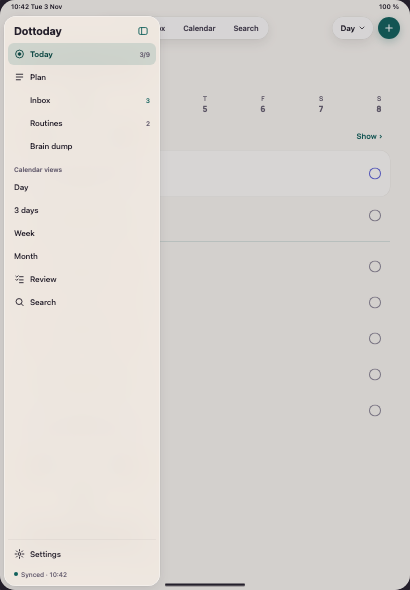 10:42 Tue 3 Nov
100 %
Dottoday
Calendar
Search
Day
Today 3/9
Plan
Inbox 3
Routines 2
Brain dump
Calendar views
Day
3 days
Week
Month
Review
Search
T F S S
5 6 7 8
Show ›
Settings
Synced · 10:42